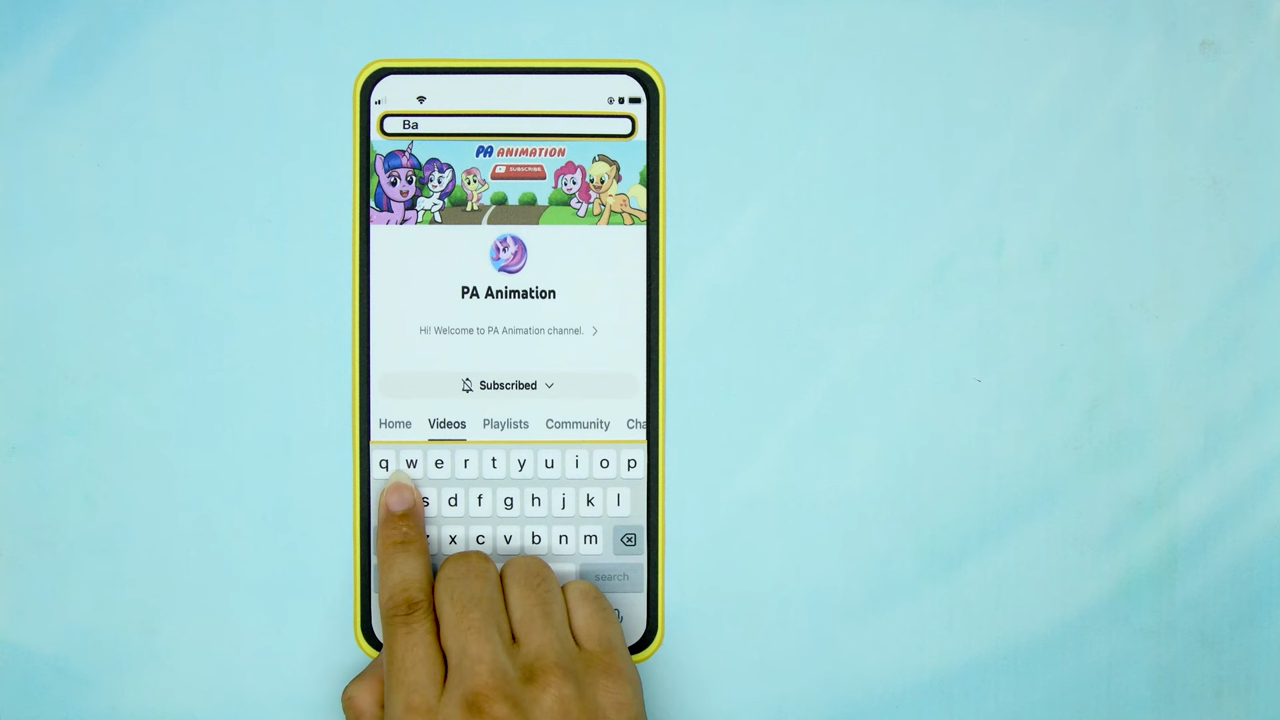 Ba
PA ANIMATION
SUBSCRIBE
PA Animation
Hi! Welcome to PA Animation channel.
Subscribed
Home Videos Playlists Community Cha
q w e r t y u i o p
s d f g h j k l
z x c v b n m
search